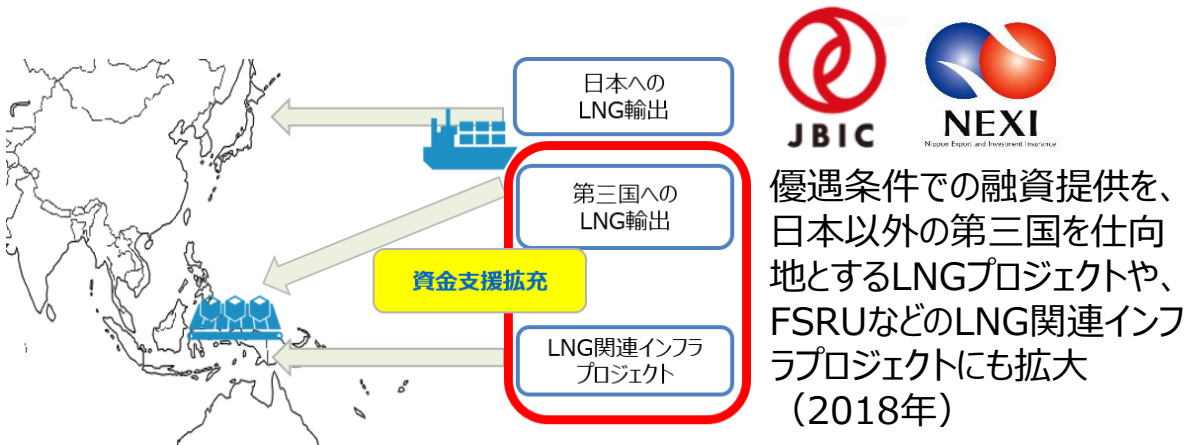 日本への
LNG輸出
第三国への
LNG輸出
資金支援拡充
LNG関連インフラ
プロジェクト
JBIC
NEXI
Nippon Export and Investment Insurance
優遇条件での融資提供を、
日本以外の第三国を仕向
地とするLNGプロジェクトや、
FSRUなどのLNG関連インフ
ラプロジェクトにも拡大
（2018年）